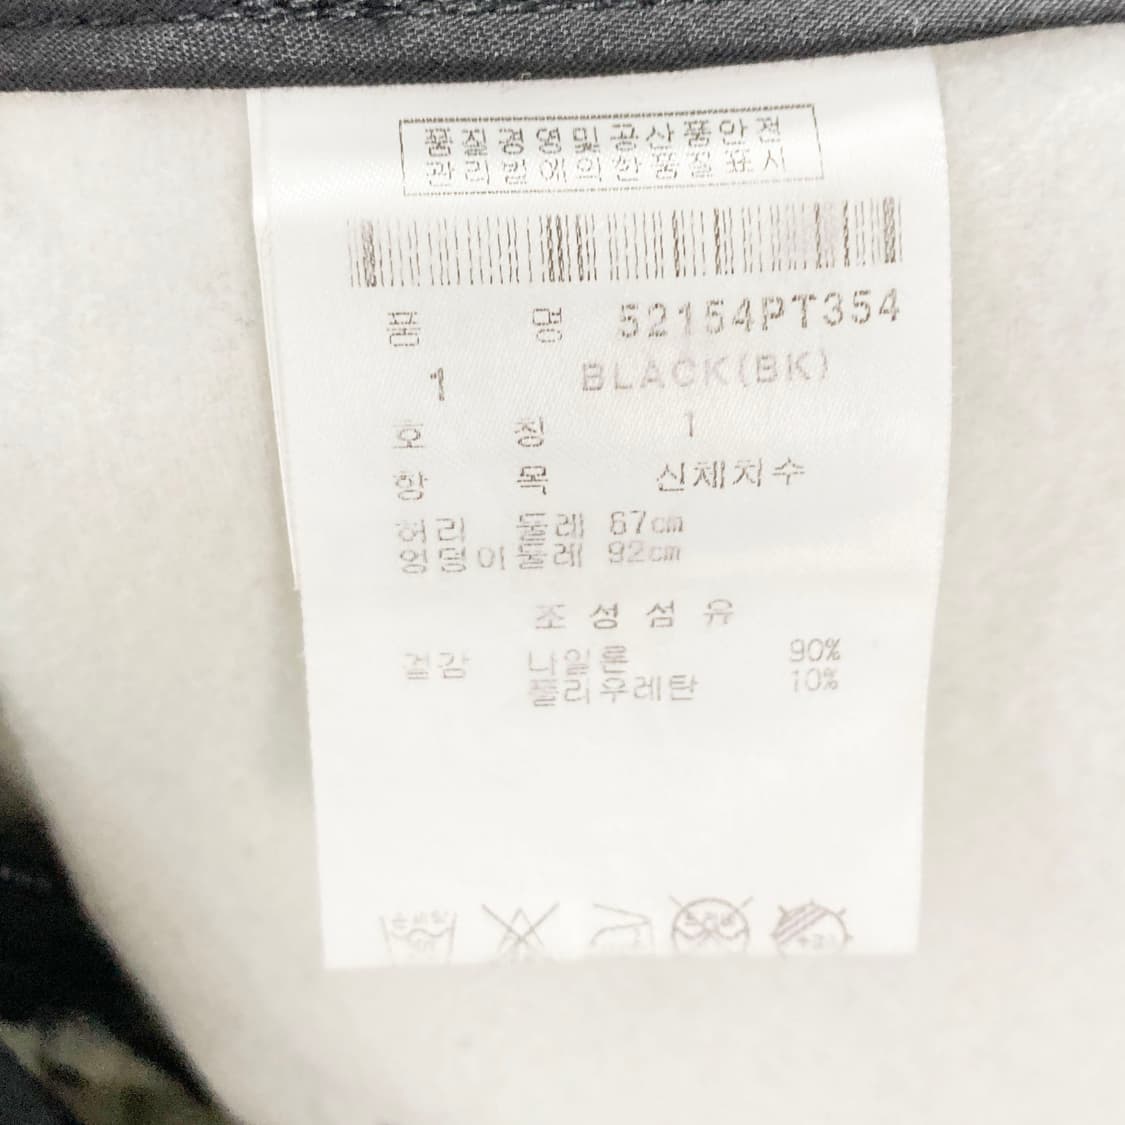 품질경영및공산품안전
관리법에의한품질표시
품 명 52154PT354
1 BLACK(BK)
호 칭 1
항 목 신체치수
허리 둘레 67cm
엉덩이둘레 92cm
조성섬유
겉감 나일론 90%
폴리우레탄 10%